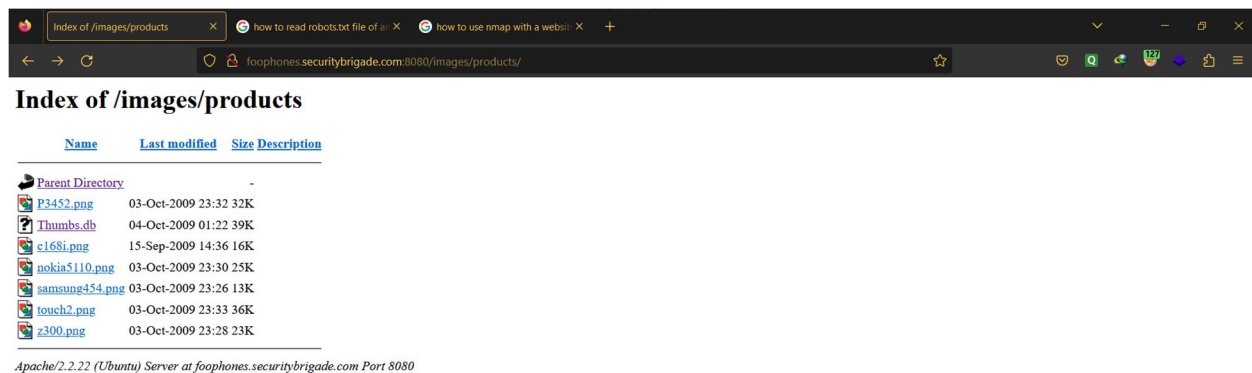 Index of /images/products
how to read robots.txt file of an
how to use nmap with a websit
foophones.securitybrigade.com:8080/images/products/
Q
127
Index of /images/products
Name Last modified Size Description
Parent Directory -
P3452.png 03-Oct-2009 23:32 32K
Thumbs.db 04-Oct-2009 01:22 39K
c168i.png 15-Sep-2009 14:36 16K
nokia5110.png 03-Oct-2009 23:30 25K
samsung454.png 03-Oct-2009 23:26 13K
touch2.png 03-Oct-2009 23:33 36K
z300.png 03-Oct-2009 23:28 23K
Apache/2.2.22 (Ubuntu) Server at foophones.securitybrigade.com Port 8080